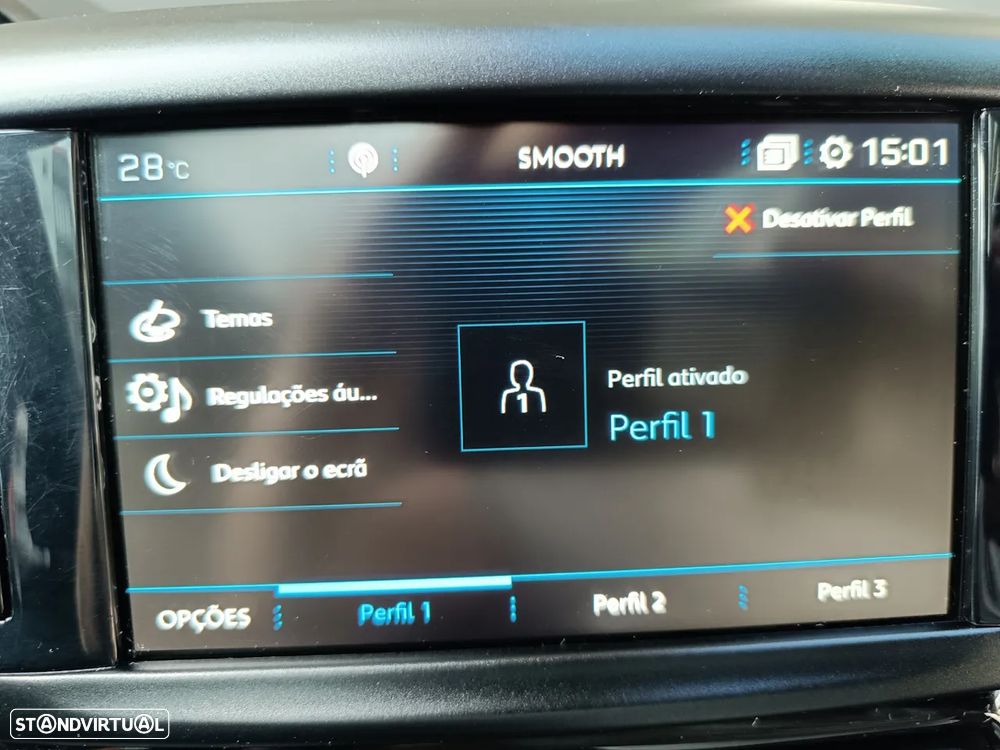 28°C SMOOTH 15:01
Desativar Perfil
Temas
Regulações áu...
Desligar o ecrã
1
Perfil ativado
Perfil 1
OPÇÕES Perfil 1 Perfil 2 Perfil 3
STANDVIRTUAL